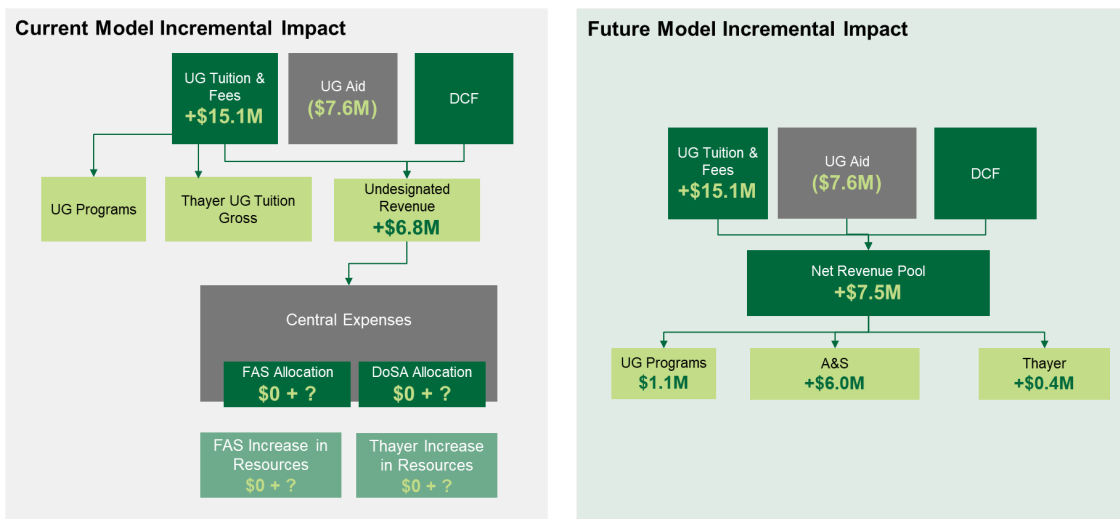 Current Model Incremental Impact
UG Tuition &
Fees
+$15.1M
UG Aid
($7.6M)
DCF
UG Programs
Thayer UG Tuition
Gross
Undesignated
Revenue
+$6.8M
Central Expenses
FAS Allocation
$0 + ?
DoSA Allocation
$0 + ?
FAS Increase in
Resources
$0 + ?
Thayer Increase
in Resources
$0 + ?
Future Model Incremental Impact
UG Tuition &
Fees
+$15.1M
UG Aid
($7.6M)
DCF
Net Revenue Pool
+$7.5M
UG Programs
$1.1M
A&S
+$6.0M
Thayer
+$0.4M